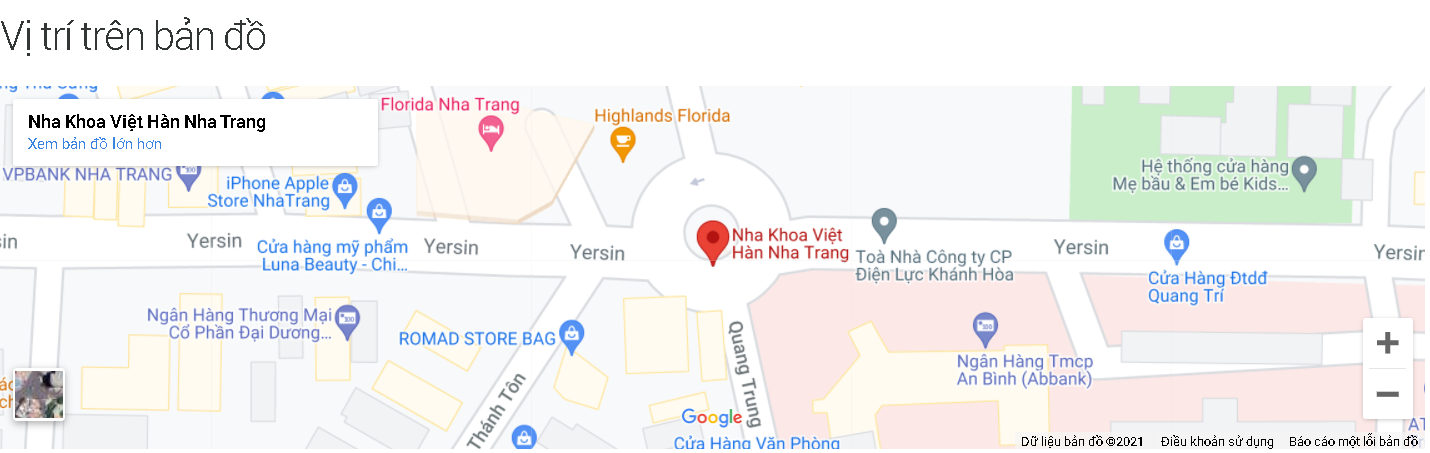 Vị trí trên bản đồ
Nha Khoa Việt Hàn Nha Trang
Xem bản đồ lớn hơn
Florida Nha Trang
Highlands Florida
Hệ thống cửa hàng
Mẹ bầu & Em bé Kids...
VPBANK NHA TRANG
iPhone Apple
Store NhaTrang
Cửa hàng mỹ phẩm
Luna Beauty - Chi...
Yersin
Yersin
Yersin
Nha Khoa Việt
Hàn Nha Trang
Toà Nhà Công ty CP
Điện Lực Khánh Hòa
Yersin
Cửa Hàng Đtdđ
Quang Trí
Yersin
Ngân Hàng Thương Mại
Cổ Phần Đại Dương...
ROMAD STORE BAG
Quang Trung
Ngân Hàng Tmcp
An Bình (Abbank)
Thánh Tôn
Google
Cửa Hàng Văn Phòng
Dữ liệu bản đồ ©2021
Điều khoản sử dụng
Báo cáo một lỗi bản đồ